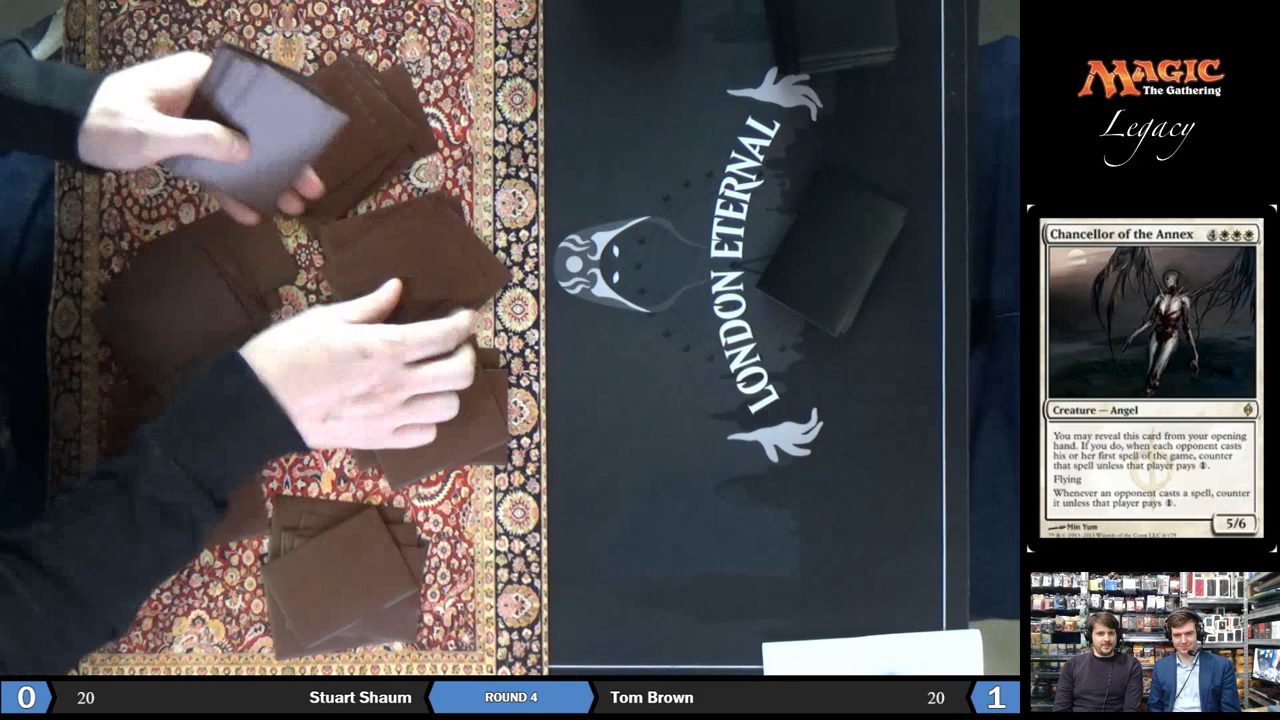 LONDON ETERNAL
MAGIC
The Gathering
Legacy
Chancellor of the Annex 4
Creature — Angel
You may reveal this card from your opening
hand. If you do, when each opponent casts
his or her first spell of the game, counter
that spell unless that player pays 1.
Flying
Whenever an opponent casts a spell, counter
it unless that player pays 1.
5/6
Min Yum
0
20
Stuart Shaum
ROUND 4
Tom Brown
20
1